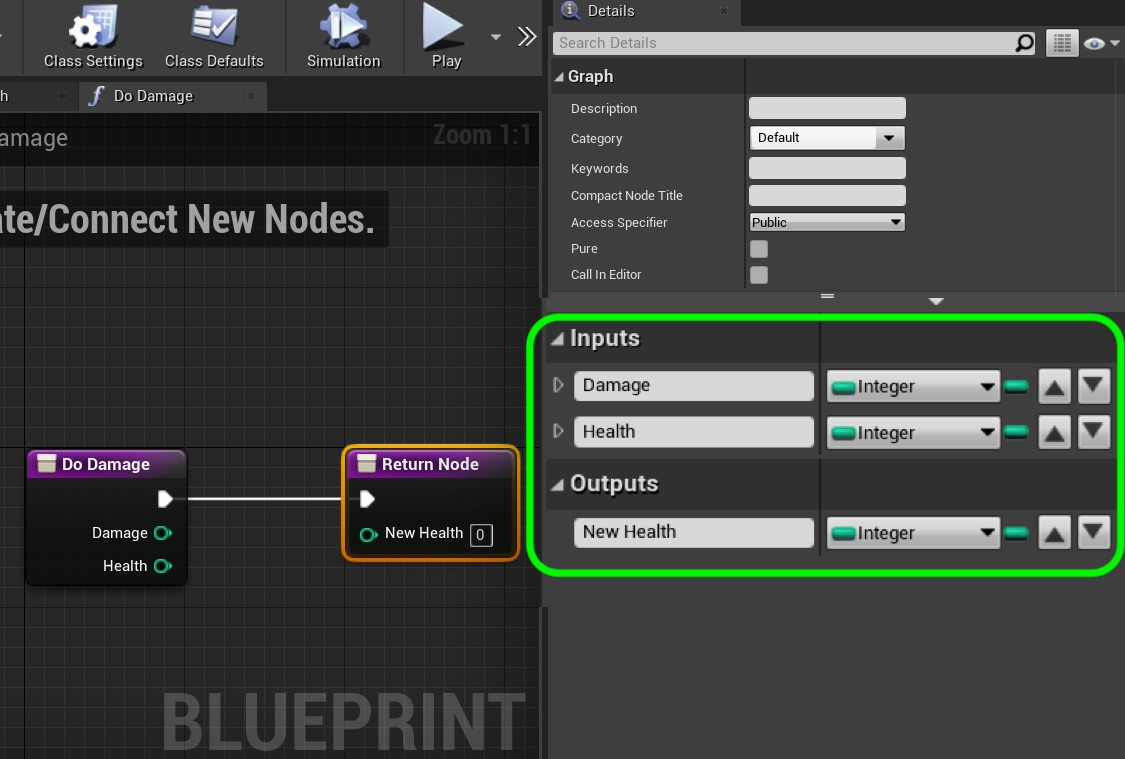 Class Settings
Class Defaults
Simulation
Play
h
Do Damage
amage
Zoom 1:1
ate/Connect New Nodes.
Do Damage
Damage
Health
Return Node
New Health 0
BLUEPRINT
Details
Search Details
Graph
Description
Category Default
Keywords
Compact Node Title
Access Specifier Public
Pure
Call In Editor
Inputs
Damage Integer
Health Integer
Outputs
New Health Integer